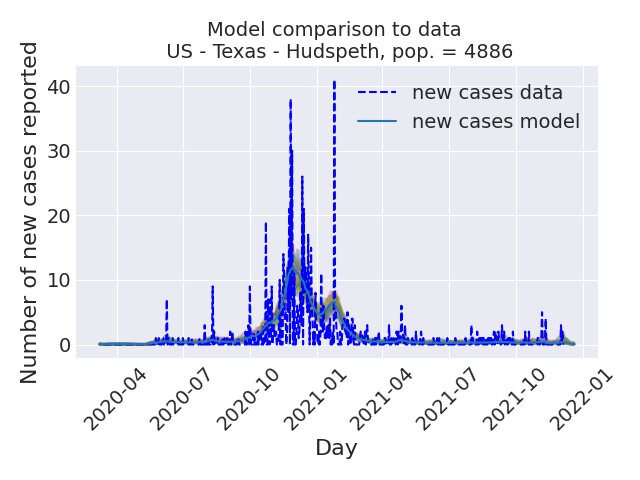 Model comparison to data
US - Texas - Hudspeth, pop. = 4886
new cases data
new cases model
Number of new cases reported
40
30
20
10
0
2020-04
2020-07
2020-10
2021-01
2021-04
2021-07
2021-10
2022-01
Day